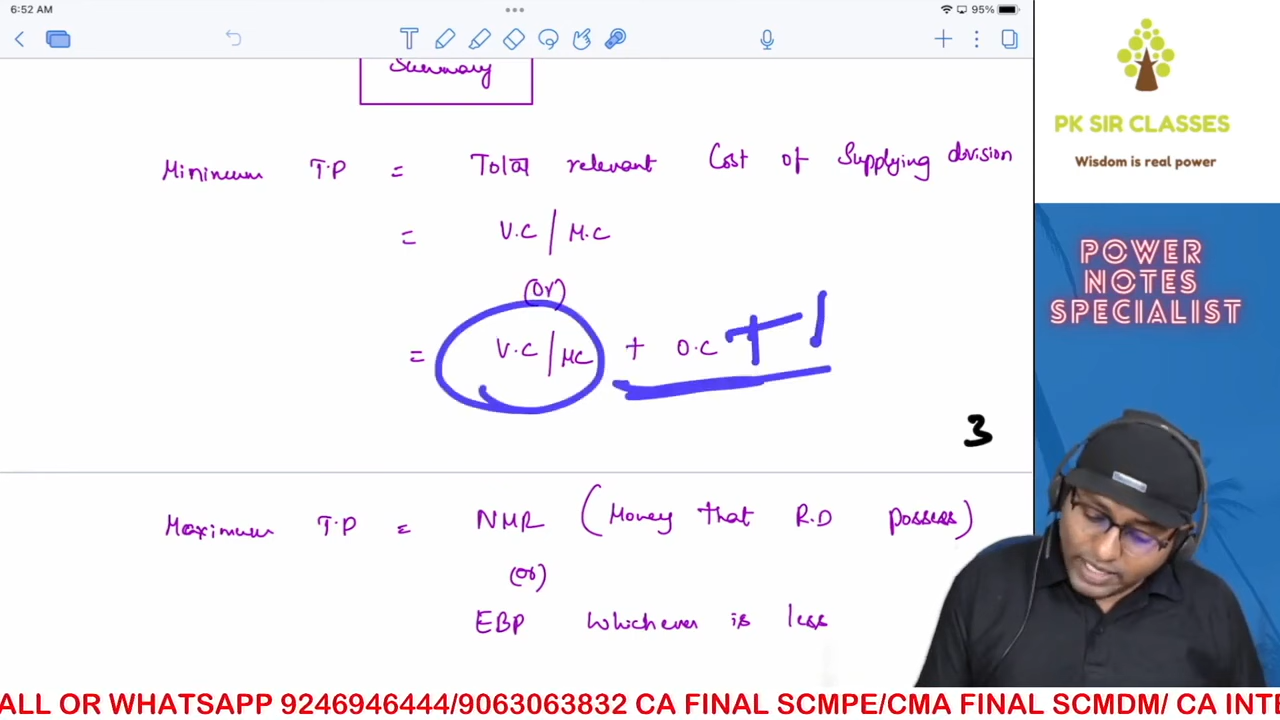 6:52 AM
95%
Summary
Minimum T.P = Total relevant Cost of Supplying division
= V.C / M.C
(or)
= V.C / MC + O.C +
3
Maximum T.P = NMR (Money that R.D Possess)
(or)
EBP Whichever is less
PK SIR CLASSES
Wisdom is real power
POWER
NOTES
SPECIALIST
ALL OR WHATSAPP 9246946444/9063063832 CA FINAL SCMPE/CMA FINAL SCMDM/ CA INTE